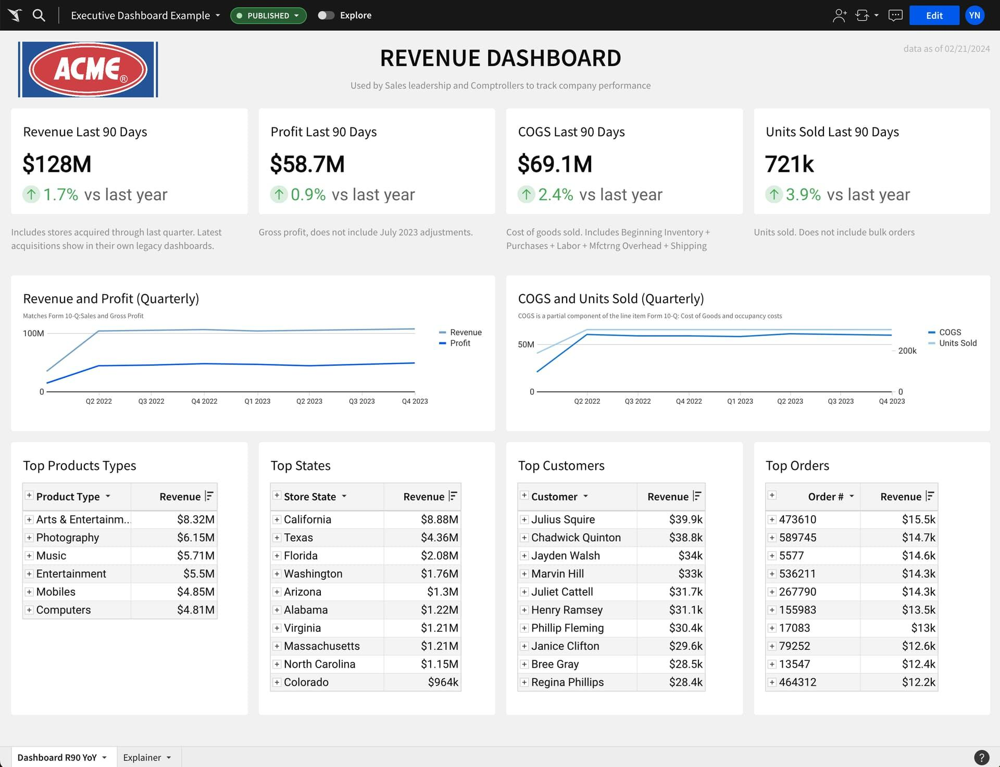 Executive Dashboard Example
PUBLISHED
Explore
Edit
YN
ACME®
REVENUE DASHBOARD
Used by Sales leadership and Comptrollers to track company performance
data as of 02/21/2024
Revenue Last 90 Days
$128M
1.7% vs last year
Includes stores acquired through last quarter. Latest
acquisitions show in their own legacy dashboards.
Profit Last 90 Days
$58.7M
0.9% vs last year
Gross profit, does not include July 2023 adjustments.
COGS Last 90 Days
$69.1M
2.4% vs last year
Cost of goods sold. Includes Beginning Inventory +
Purchases + Labor + Mfctrng Overhead + Shipping
Units Sold Last 90 Days
721k
3.9% vs last year
Units sold. Does not include bulk orders
Revenue and Profit (Quarterly)
Matches Form 10-Q:Sales and Gross Profit
100M
0
Q2 2022 Q3 2022 Q4 2022 Q1 2023 Q2 2023 Q3 2023 Q4 2023
Revenue
Profit
COGS and Units Sold (Quarterly)
COGS is a partial component of the line item Form 10-Q: Cost of Goods and occupancy costs
50M
0
200k
0
Q2 2022 Q3 2022 Q4 2022 Q1 2023 Q2 2023 Q3 2023 Q4 2023
COGS
Units Sold
Top Products Types
Product Type Revenue
Arts & Entertainm... $8.32M
Photography $6.15M
Music $5.71M
Entertainment $5.5M
Mobiles $4.85M
Computers $4.81M
Top States
Store State Revenue
California $8.88M
Texas $4.36M
Florida $2.08M
Washington $1.76M
Arizona $1.3M
Alabama $1.22M
Virginia $1.21M
Massachusetts $1.21M
North Carolina $1.15M
Colorado $964k
Top Customers
Customer Revenue
Julius Squire $39.9k
Chadwick Quinton $38.8k
Jayden Walsh $34k
Marvin Hill $33k
Juliet Cattell $31.7k
Henry Ramsey $31.1k
Phillip Fleming $30.4k
Janice Clifton $29.6k
Bree Gray $28.5k
Regina Phillips $28.4k
Top Orders
Order # Revenue
473610 $15.5k
589745 $14.7k
5577 $14.6k
536211 $14.3k
267790 $14.3k
155983 $13.5k
17083 $13k
79252 $12.6k
13547 $12.4k
464312 $12.2k
Dashboard R90 YoY
Explainer
?